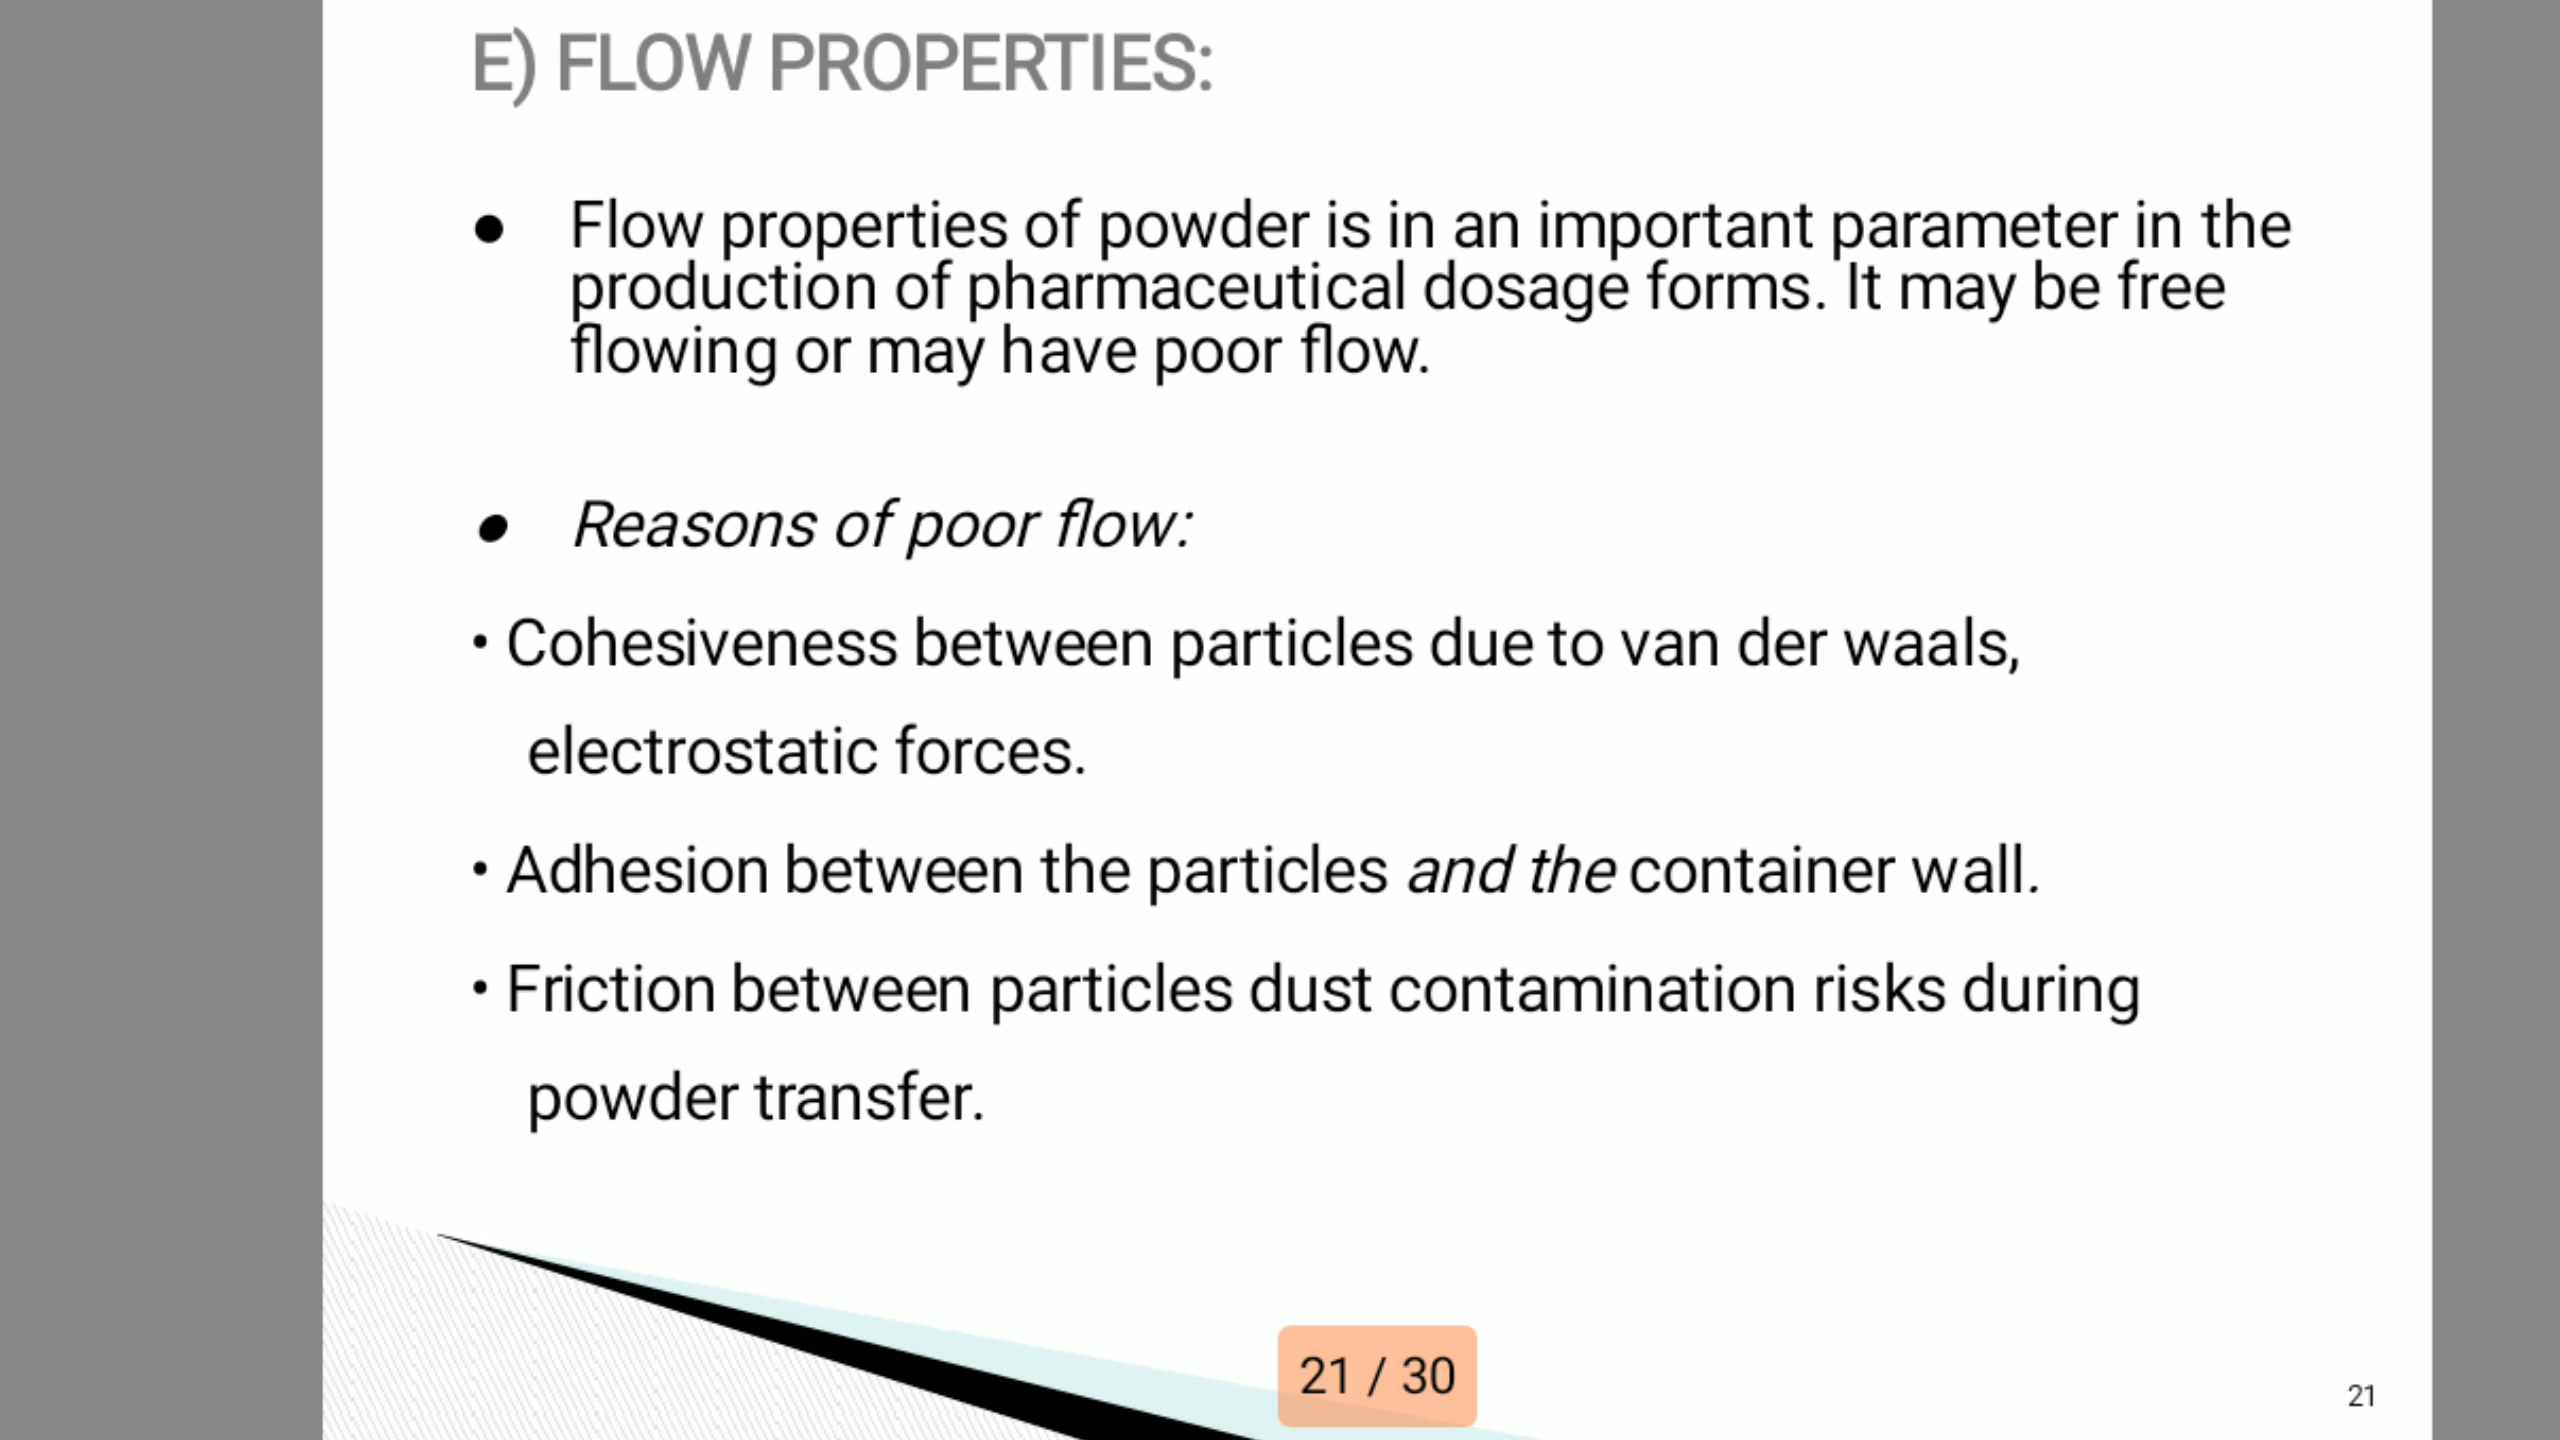 E) FLOW PROPERTIES:
● Flow properties of powder is in an important parameter in the
production of pharmaceutical dosage forms. It may be free
flowing or may have poor flow.
● Reasons of poor flow:
• Cohesiveness between particles due to van der waals,
electrostatic forces.
• Adhesion between the particles and the container wall.
• Friction between particles dust contamination risks during
powder transfer.
21 / 30
21